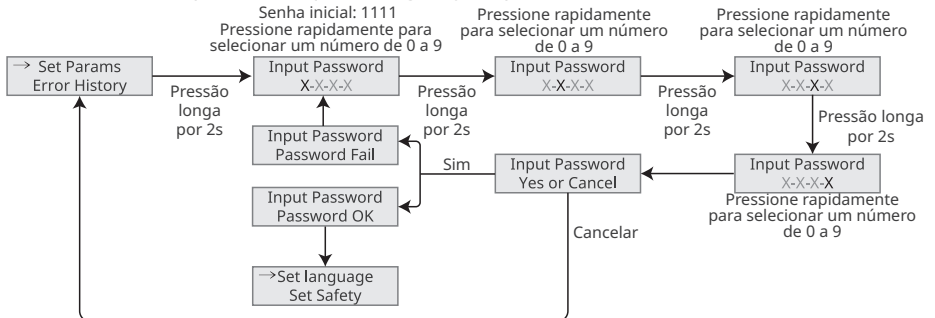 Senha inicial: 1111
Pressione rapidamente para
selecionar um número de 0 a 9
Pressione rapidamente
para selecionar um número
de 0 a 9
Pressione rapidamente
para selecionar um número
de 0 a 9
→ Set Params
Error History
Pressão
longa
por 2s
Input Password
X-X-X-X
Pressão
longa
por 2s
Input Password
X-X-X-X
Pressão
longa
por 2s
Input Password
X-X-X-X
Pressão longa
por 2s
Input Password
X-X-X-X
Pressione rapidamente
para selecionar um número
de 0 a 9
Input Password
Yes or Cancel
Sim
Cancelar
Input Password
Password Fail
Input Password
Password OK
→Set language
Set Safety